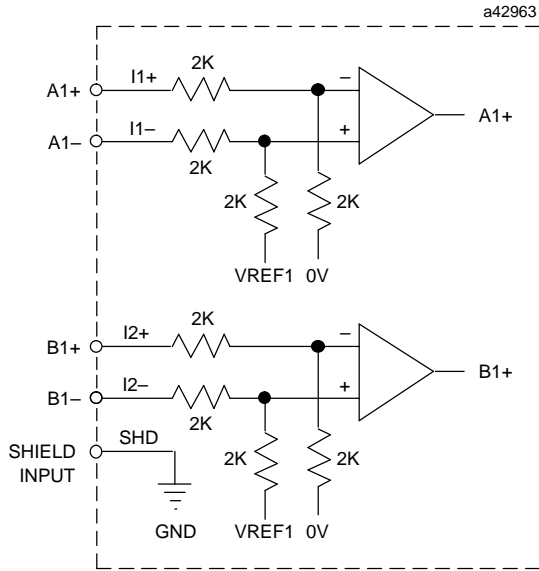 a42963
2K
A1+ I1+ − A1+
A1– I1– +
2K
2K 2K
VREF1 0V
2K
B1+ I2+ − B1+
B1– I2– +
2K
SHIELD SHD 2K 2K
INPUT
GND VREF1 0V